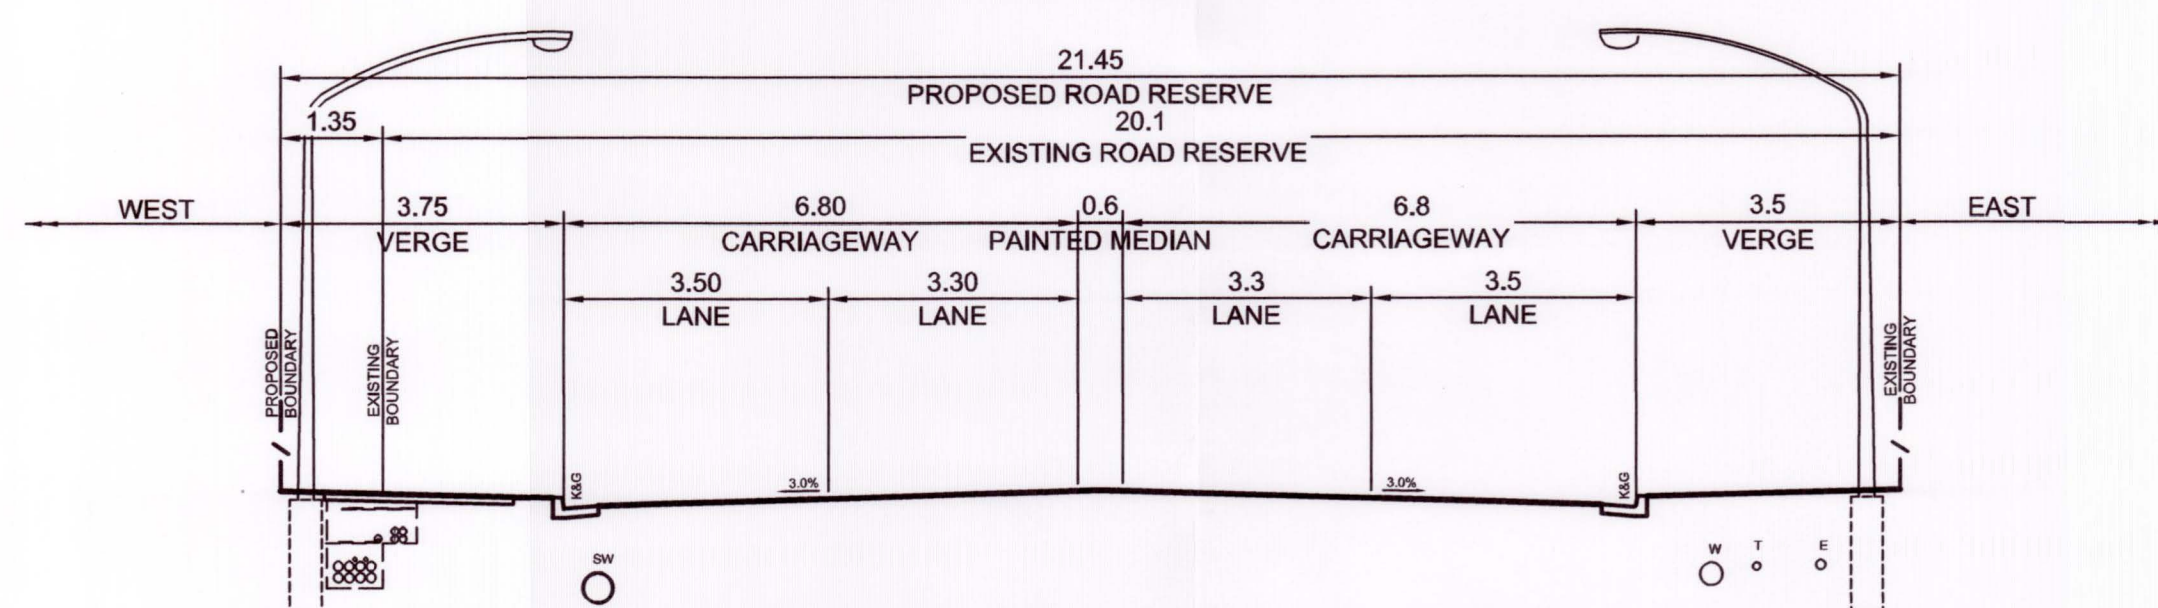 21.45
PROPOSED ROAD RESERVE
1.35
20.1
EXISTING ROAD RESERVE
WEST
3.75
6.80
0.6
6.8
3.5
EAST
VERGE
CARRIAGEWAY
PAINTED MEDIAN
CARRIAGEWAY
VERGE
3.50
3.30
3.3
3.5
LANE
LANE
LANE
LANE
PROPOSED
BOUNDARY
EXISTING
BOUNDARY
EXISTING
BOUNDARY
K&G
3.0%
3.0%
K&G
SW
W
T
E